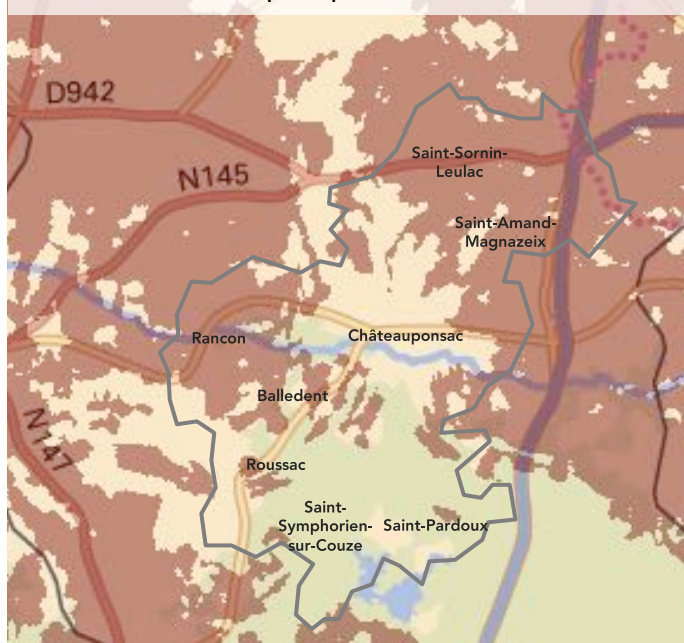 D942
N145
Saint-Sornin-
Leulac
Saint-Amand-
Magnazeix
Rancon
Châteauponsac
Balledent
N147
Roussac
Saint-
Symphorien-
sur-Couze
Saint-Pardoux